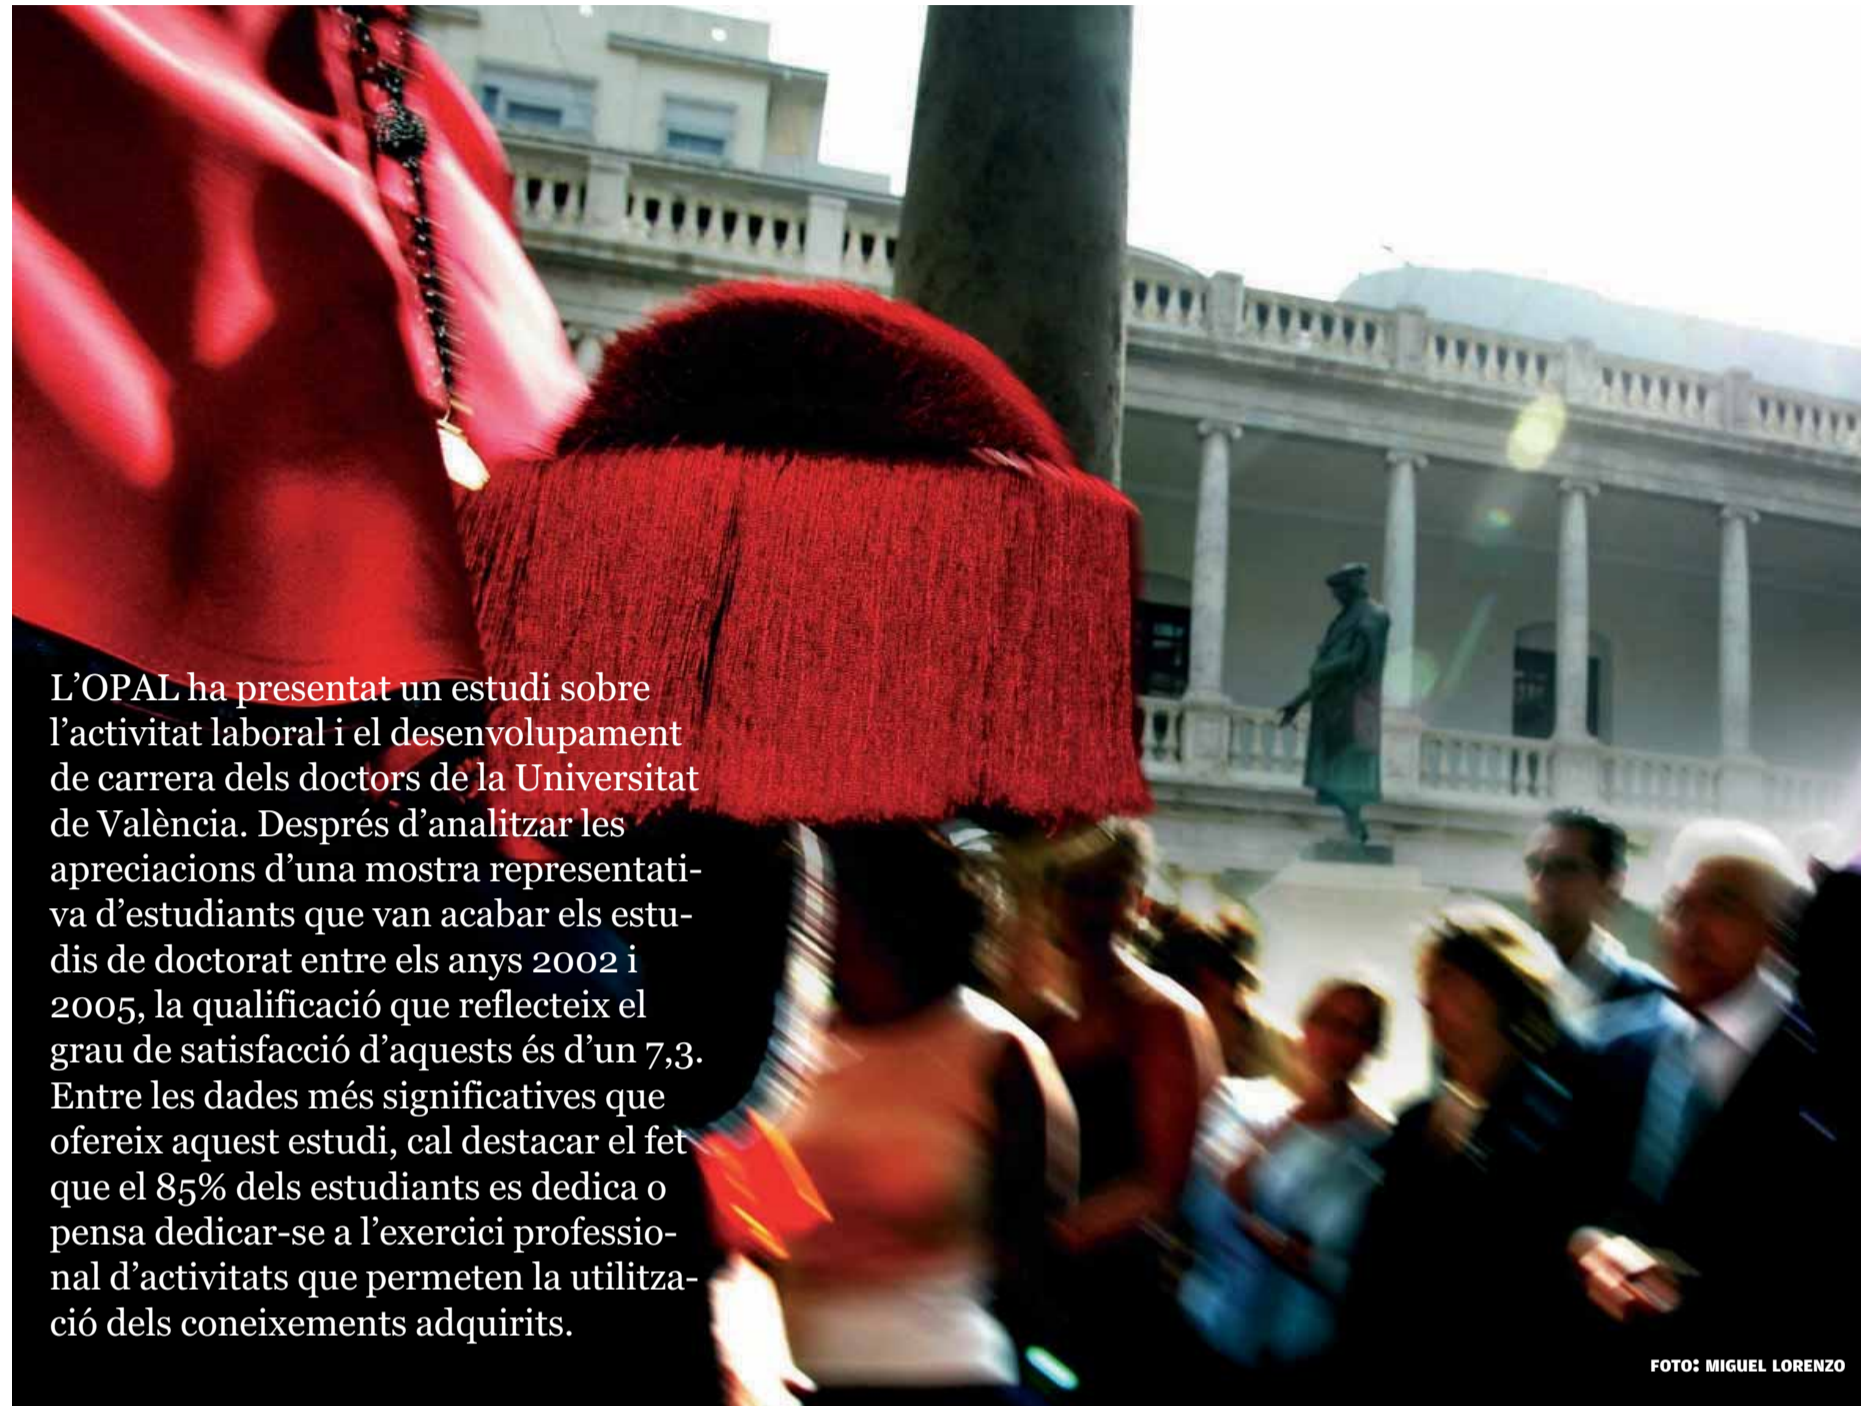 L’OPAL ha presentat un estudi sobre
l’activitat laboral i el desenvolupament
de carrera dels doctors de la Universitat
de València. Després d’analitzar les
apreciacions d’una mostra representati-
va d’estudiants que van acabar els estu-
dis de doctorat entre els anys 2002 i
2005, la qualificació que reflecteix el
grau de satisfacció d’aquests és d’un 7,3.
Entre les dades més significatives que
ofereix aquest estudi, cal destacar el fet
que el 85% dels estudiants es dedica o
pensa dedicar-se a l’exercici professio-
nal d’activitats que permeten la utilitza-
ció dels coneixements adquirits.
FOTO: MIGUEL LORENZO